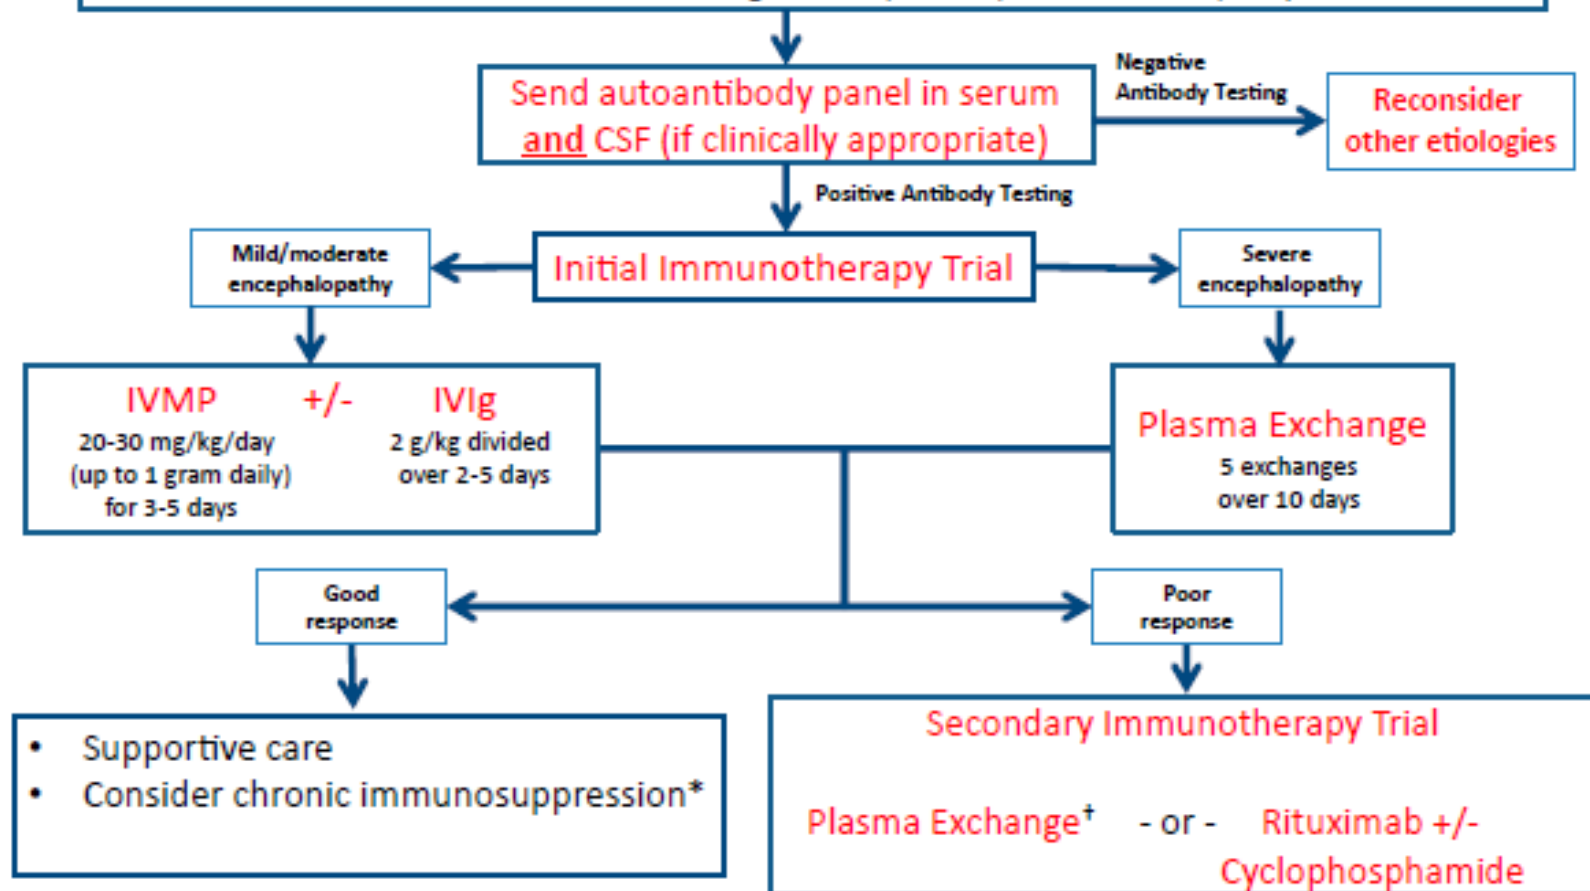 Negative
Antibody Testing
Send autoantibody panel in serum
and CSF (if clinically appropriate)
Reconsider
other etiologies
Positive Antibody Testing
Mild/moderate
encephalopathy
Initial Immunotherapy Trial
Severe
encephalopathy
IVMP +/- IVIg
20-30 mg/kg/day
(up to 1 gram daily)
for 3-5 days
2 g/kg divided
over 2-5 days
Plasma Exchange
5 exchanges
over 10 days
Good
response
Poor
response
• Supportive care
• Consider chronic immunosuppression*
Secondary Immunotherapy Trial
Plasma Exchange† - or - Rituximab +/-
Cyclophosphamide